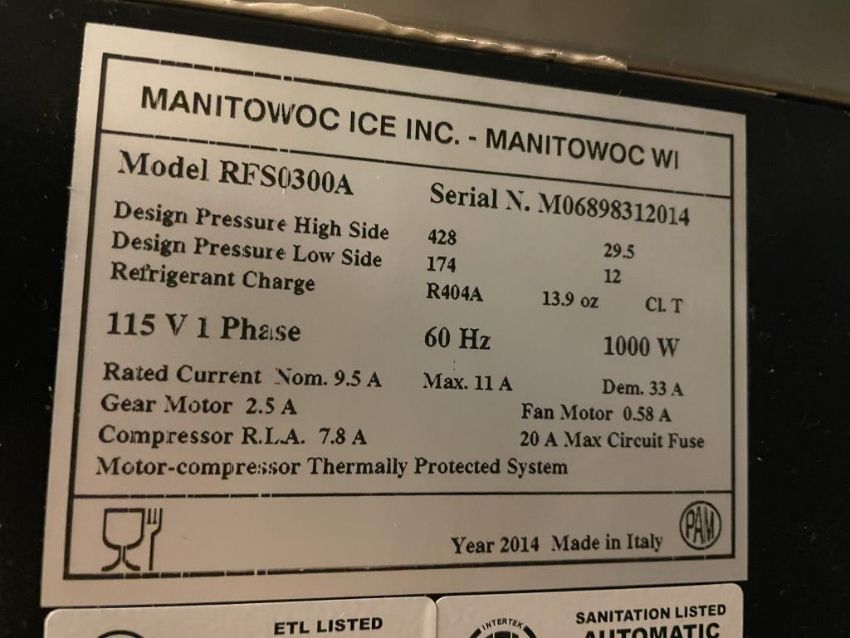 MANITOWOC ICE INC. - MANITOWOC WI
Model RFS0300A Serial N. M06898312014
Design Pressure High Side 428 29.5
Design Pressure Low Side 174 12
Refrigerant Charge R404A 13.9 oz Cl. T
115 V 1 Phase 60 Hz 1000 W
Rated Current Nom. 9.5 A Max. 11 A Dem. 33 A
Gear Motor 2.5 A Fan Motor 0.58 A
Compressor R.L.A. 7.8 A 20 A Max Circuit Fuse
Motor-compressor Thermally Protected System
Year 2014 Made in Italy PAM
ETL LISTED
INTERTEK
SANITATION LISTED
AUTOMATIC